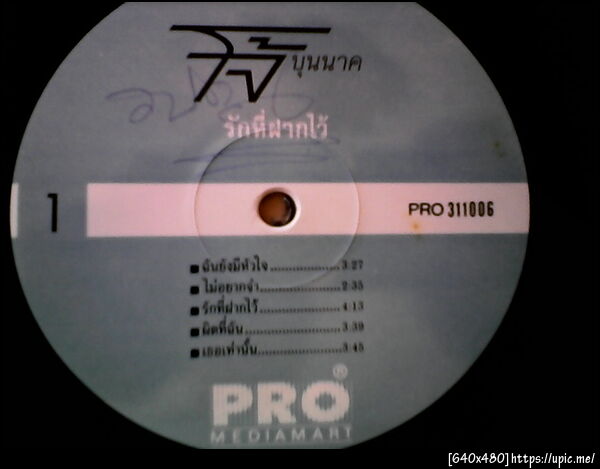 วิจิ๋ บุนนาค
รักที่ฝากไว้
1
PRO 311006
■ ฉันยังมีหัวใจ....................3:27
■ ไม่อยากจำ.......................2:35
■ รักที่ฝากไว้.......................4:13
■ ผิดที่ฉัน...........................3.39
■ เธอเท่านั้น.......................3:45
PRO®
MEDIAMART
[640x480]https://upic.me/